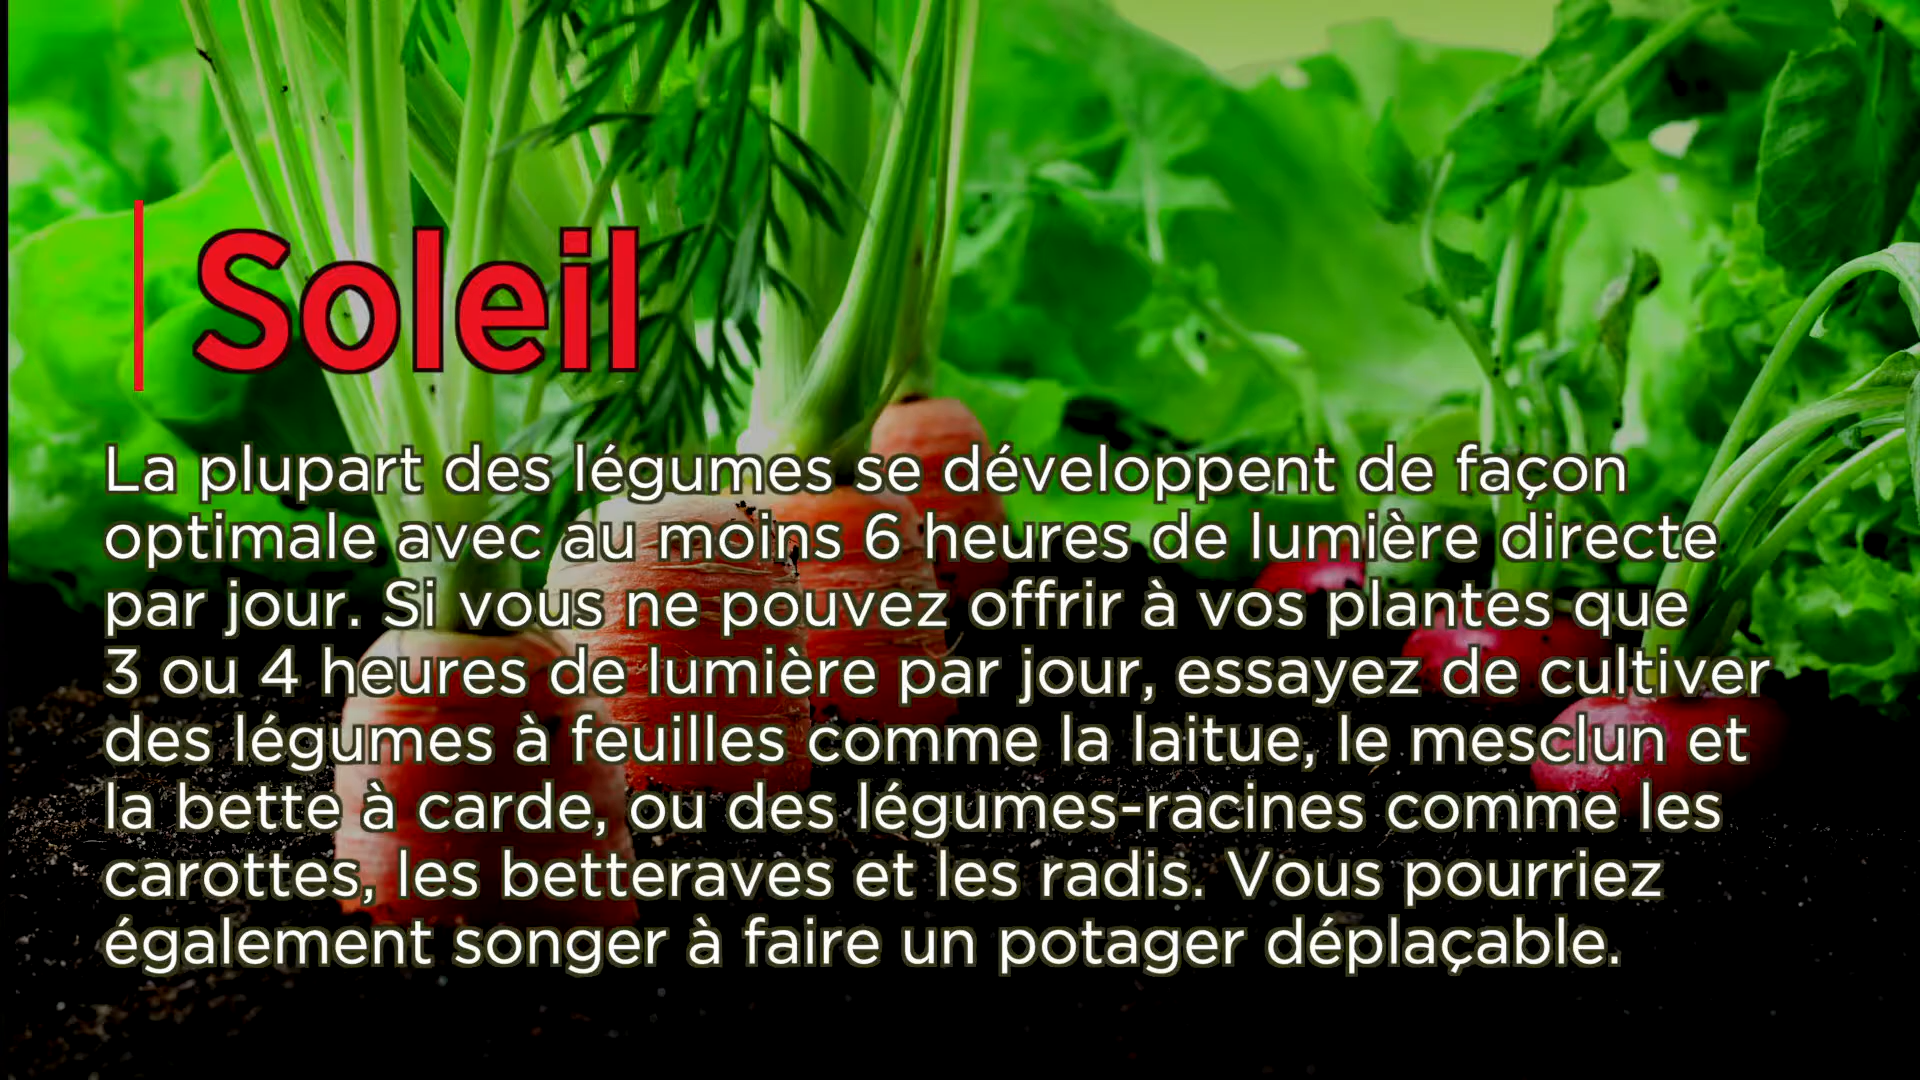 Soleil
La plupart des légumes se développent de façon
optimale avec au moins 6 heures de lumière directe
par jour. Si vous ne pouvez offrir à vos plantes que
3 ou 4 heures de lumière par jour, essayez de cultiver
des légumes à feuilles comme la laitue, le mesclun et
la bette à carde, ou des légumes-racines comme les
carottes, les betteraves et les radis. Vous pourriez
également songer à faire un potager déplaçable.